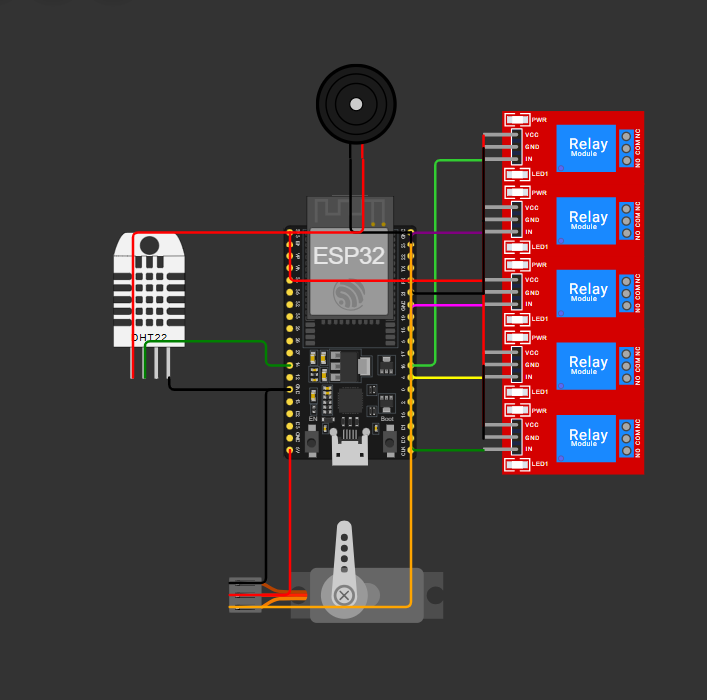 PWR
VCC
GND
IN
LED1
Relay
Module
NO COM NC
PWR
VCC
GND
IN
LED1
Relay
Module
NO COM NC
ESP32
PWR
VCC
GND
IN
LED1
Relay
Module
NO COM NC
DHT22
PWR
VCC
GND
IN
LED1
Relay
Module
NO COM NC
EN
Boot
PWR
VCC
GND
IN
LED1
Relay
Module
NO COM NC